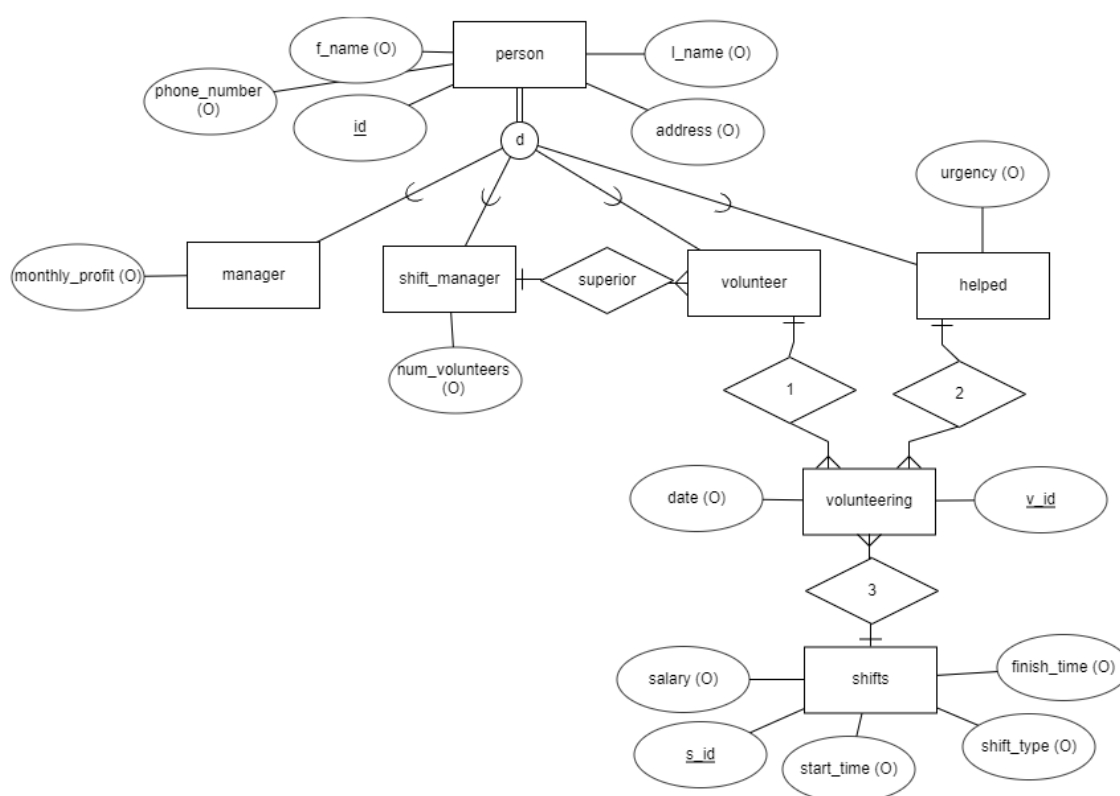 f_name (O)
person
l_name (O)
phone_number
(O)
id
address (O)
d
urgency (O)
monthly_profit (O)
manager
shift_manager
superior
volunteer
helped
num_volunteers
(O)
1
2
date (O)
volunteering
v_id
3
salary (O)
shifts
finish_time (O)
s_id
start_time (O)
shift_type (O)